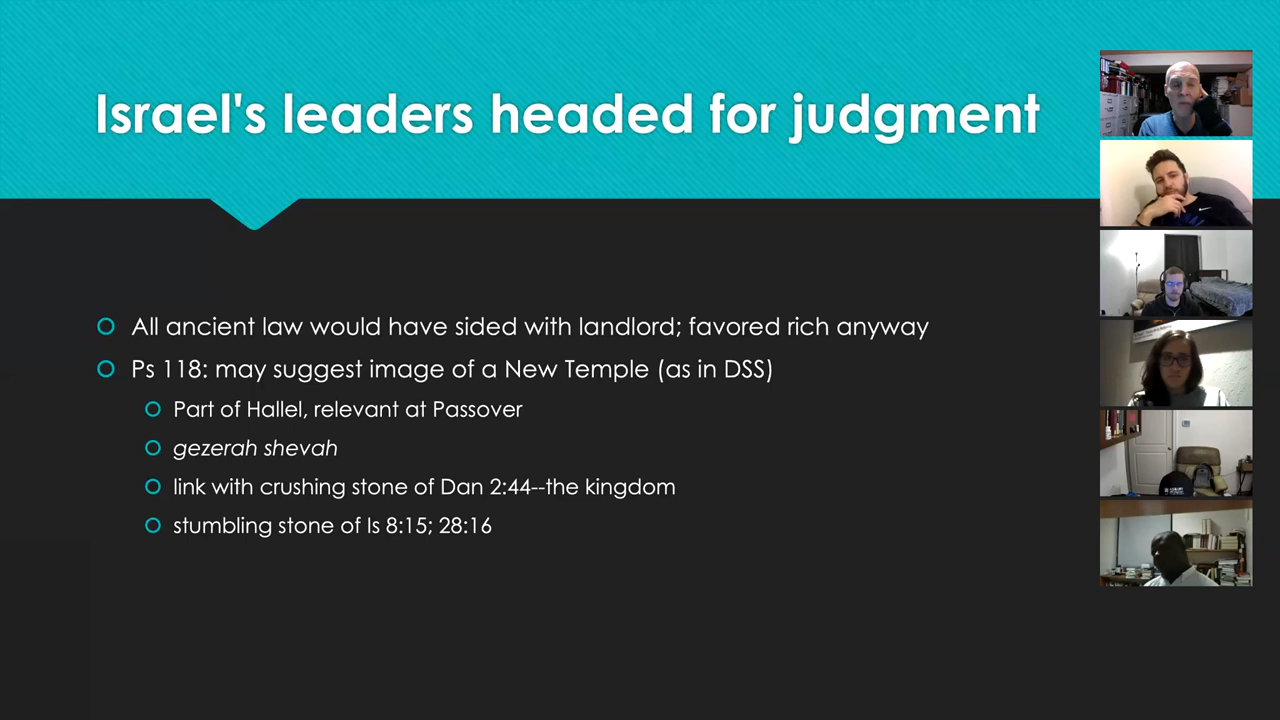 Israel's leaders headed for judgment
All ancient law would have sided with landlord; favored rich anyway
Ps 118: may suggest image of a New Temple (as in DSS)
Part of Hallel, relevant at Passover
gezerah shevah
link with crushing stone of Dan 2:44--the kingdom
stumbling stone of Is 8:15; 28:16